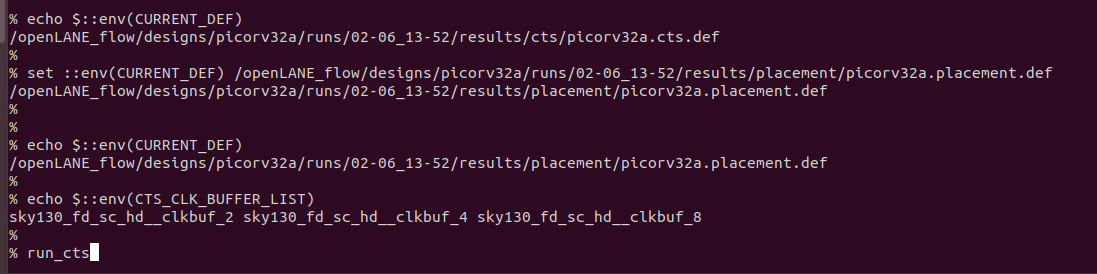 % echo $::env(CURRENT_DEF)
/openLANE_flow/designs/picorv32a/runs/02-06_13-52/results/cts/picorv32a.cts.def
%
% set ::env(CURRENT_DEF) /openLANE_flow/designs/picorv32a/runs/02-06_13-52/results/placement/picorv32a.placement.def
/openLANE_flow/designs/picorv32a/runs/02-06_13-52/results/placement/picorv32a.placement.def
%
%
% echo $::env(CURRENT_DEF)
/openLANE_flow/designs/picorv32a/runs/02-06_13-52/results/placement/picorv32a.placement.def
%
% echo $::env(CTS_CLK_BUFFER_LIST)
sky130_fd_sc_hd__clkbuf_2 sky130_fd_sc_hd__clkbuf_4 sky130_fd_sc_hd__clkbuf_8
%
% run_cts